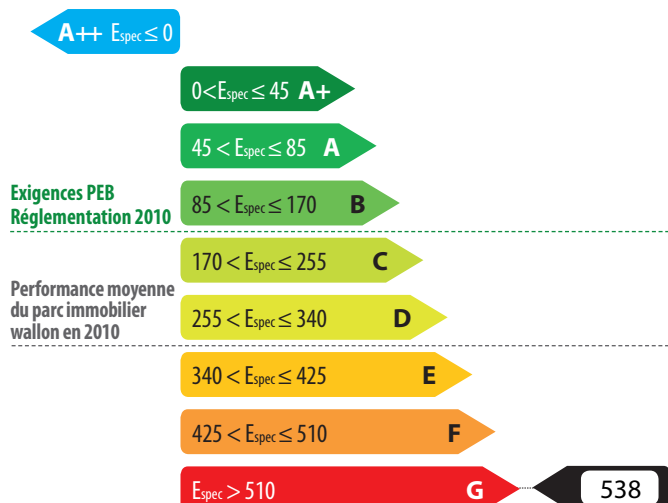 A++ Espec ≤ 0
0<Espec ≤ 45 A+
45 < Espec ≤ 85 A
Exigences PEB
Réglementation 2010
85 < Espec ≤ 170 B
170 < Espec ≤ 255 C
Performance moyenne
du parc immobilier
wallon en 2010
255 < Espec ≤ 340 D
340 < Espec ≤ 425 E
425 < Espec ≤ 510 F
Espec > 510 G 538